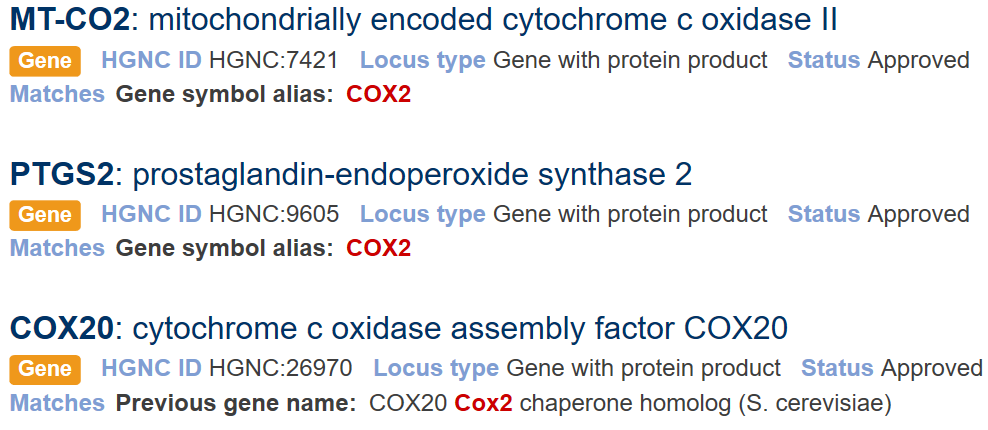 MT-CO2: mitochondrially encoded cytochrome c oxidase II
Gene HGNC ID HGNC:7421 Locus type Gene with protein product Status Approved
Matches Gene symbol alias: COX2
PTGS2: prostaglandin-endoperoxide synthase 2
Gene HGNC ID HGNC:9605 Locus type Gene with protein product Status Approved
Matches Gene symbol alias: COX2
COX20: cytochrome c oxidase assembly factor COX20
Gene HGNC ID HGNC:26970 Locus type Gene with protein product Status Approved
Matches Previous gene name: COX20 Cox2 chaperone homolog (S. cerevisiae)